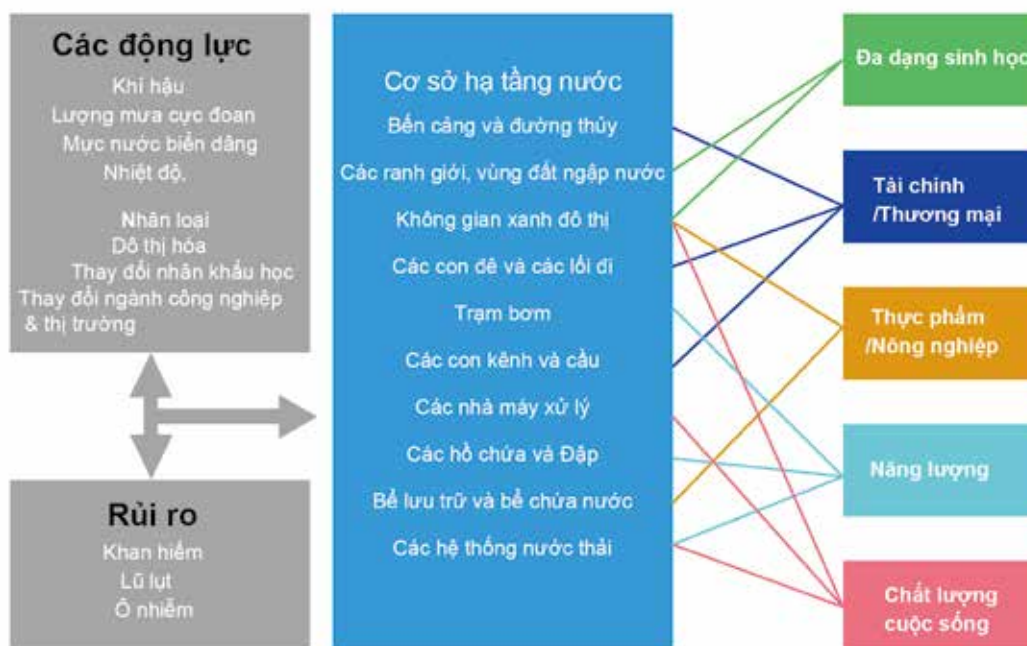 Các động lực
Khí hậu
Lượng mưa cực đoan
Mực nước biển dâng
Nhiệt độ,
Nhân loại
Dô thị hóa
Thay đổi nhân khẩu học
Thay đổi ngành công nghiệp
& thị trường
Rủi ro
Khan hiếm
Lũ lụt
Ô nhiễm
Cơ sở hạ tầng nước
Bến cảng và đường thủy
Các ranh giới, vùng đất ngập nước
Không gian xanh đô thị
Các con đê và các lối đi
Trạm bơm
Các con kênh và cầu
Các nhà máy xử lý
Các hồ chứa và Đập
Bể lưu trữ và bể chứa nước
Các hệ thống nước thải
Đa dạng sinh học
Tài chính
/Thương mại
Thực phẩm
/Nông nghiệp
Năng lượng
Chất lượng
cuộc sống